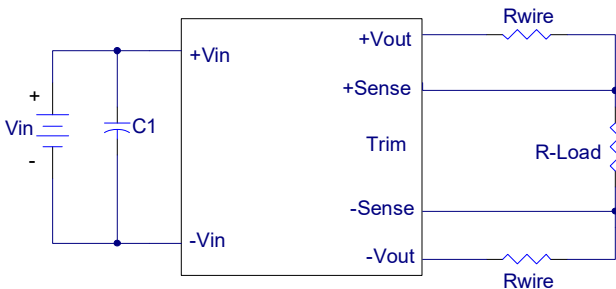 Rwire
+Vout
+Vin
+Sense
+
Vin
C1
Trim
R-Load
-
-Sense
-Vin
-Vout
Rwire